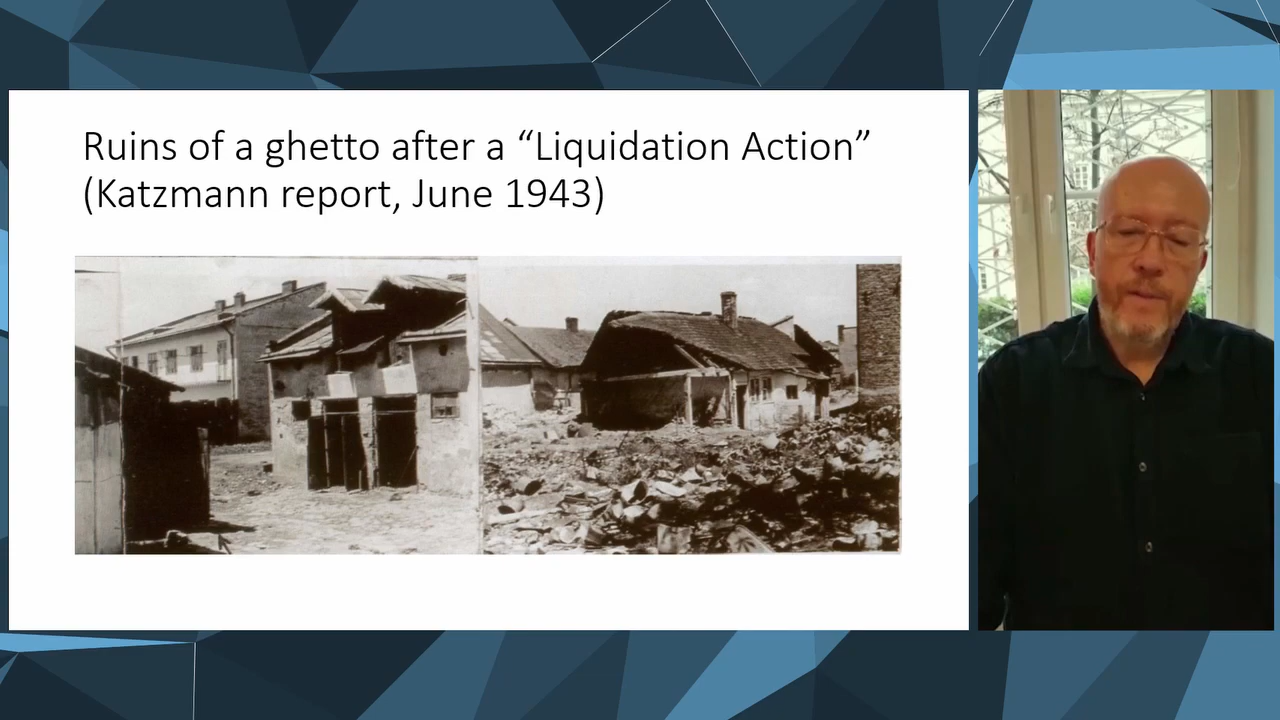 Ruins of a ghetto after a “Liquidation Action”
(Katzmann report, June 1943)